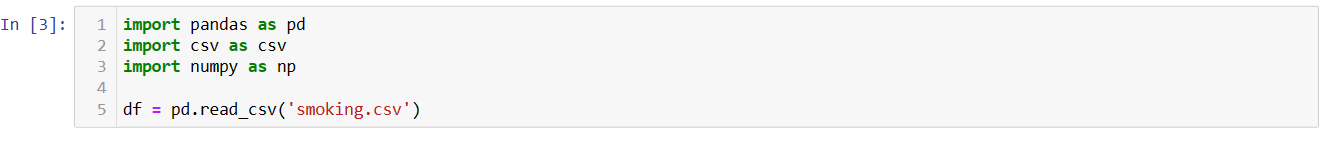 In [3]:
1 import pandas as pd
2 import csv as csv
3 import numpy as np
4
5 df = pd.read_csv('smoking.csv')